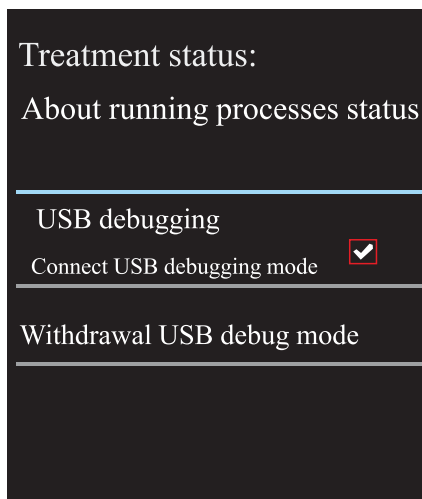 Treatment status:
About running processes status
USB debugging
Connect USB debugging mode
Withdrawal USB debug mode